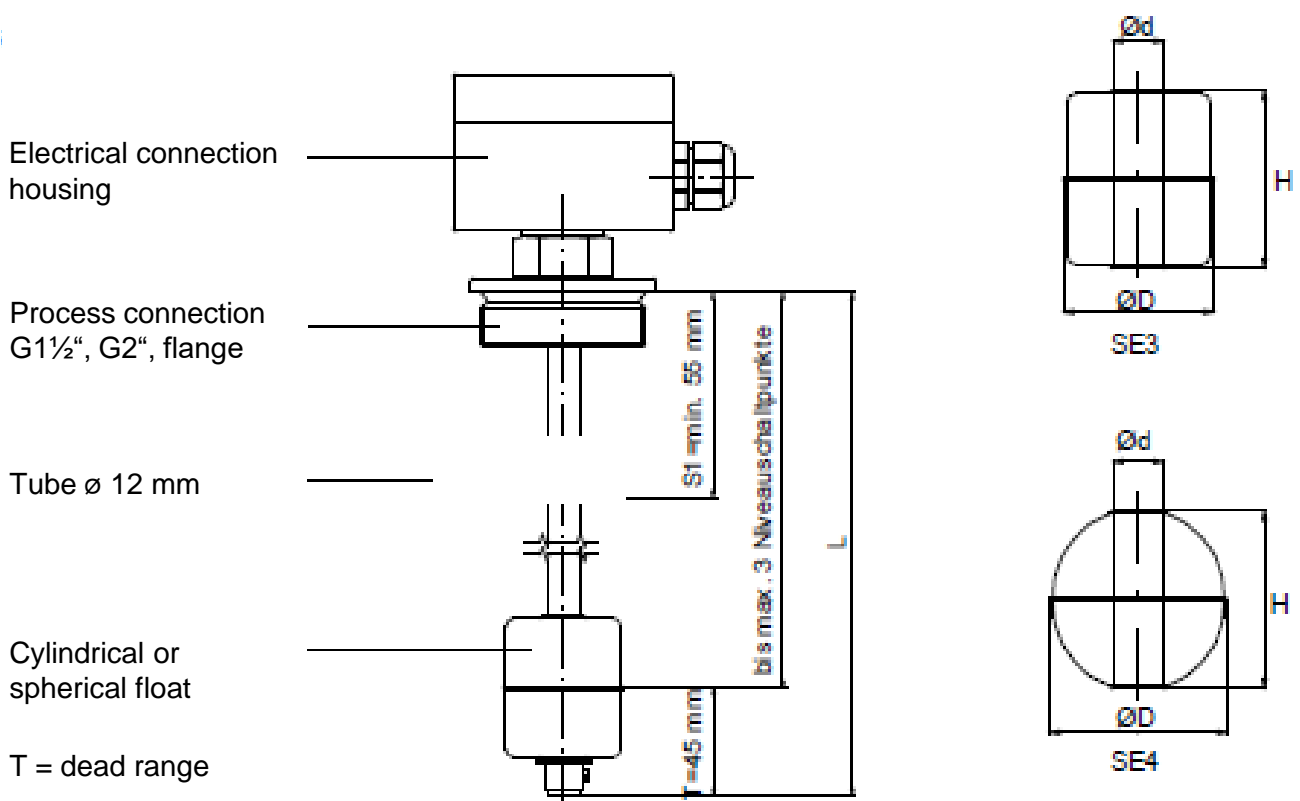 Electrical connection
housing
Process connection
G1½“, G2“, flange
Tube ø 12 mm
Cylindrical or
spherical float
T = dead range
S1=min. 55 mm
bis max. 3 Niveauschaltpunkte
L
T=45 mm
Ød
H
ØD
SE3
Ød
H
ØD
SE4